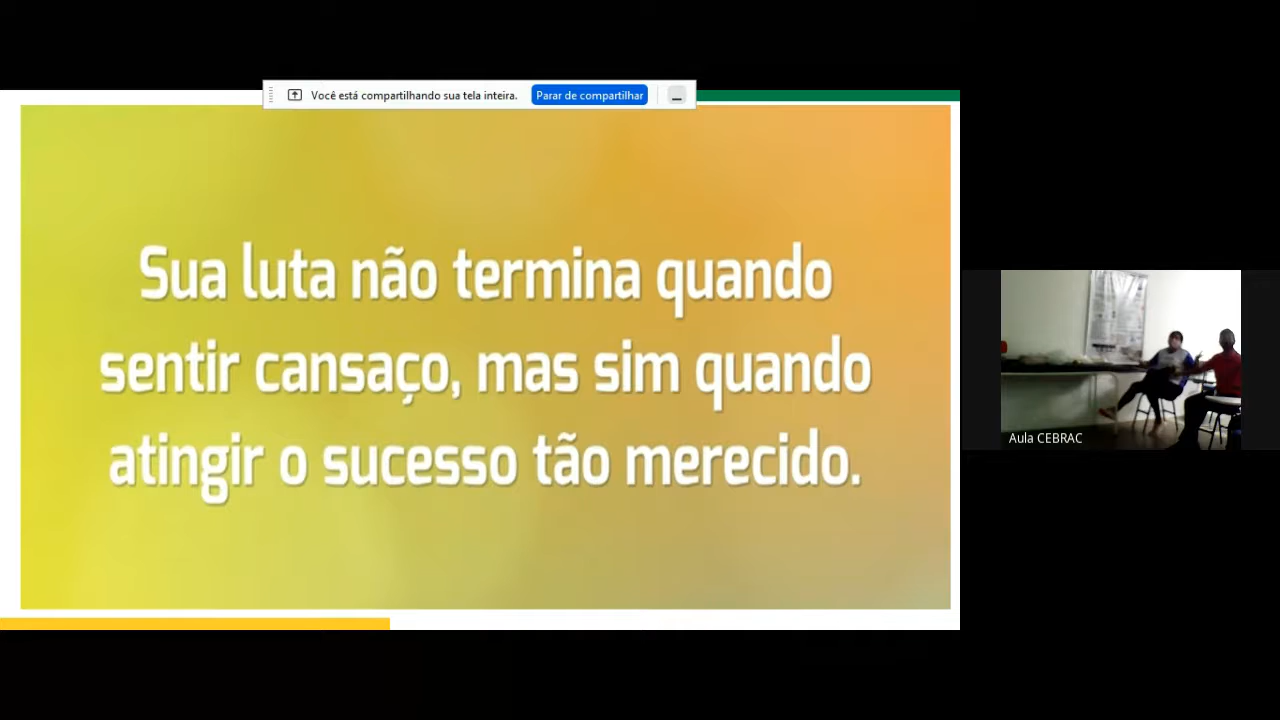 Você está compartilhando sua tela inteira.
Parar de compartilhar
Sua luta não termina quando
sentir cansaço, mas sim quando
atingir o sucesso tão merecido.
Aula CEBRAC